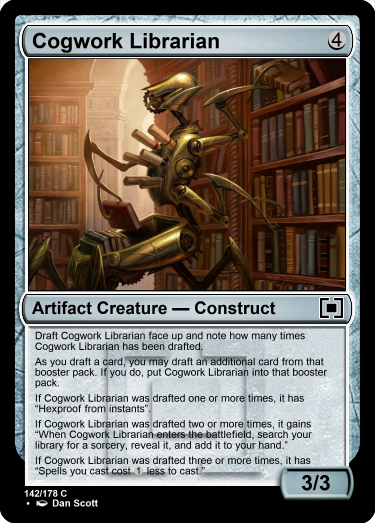 Cogwork Librarian 4
Artifact Creature — Construct
Draft Cogwork Librarian face up and note how many times
Cogwork Librarian has been drafted.
As you draft a card, you may draft an additional card from that
booster pack. If you do, put Cogwork Librarian into that booster
pack.
If Cogwork Librarian was drafted one or more times, it has
“Hexproof from instants”.
If Cogwork Librarian was drafted two or more times, it gains
“When Cogwork Librarian enters the battlefield, search your
library for a sorcery, reveal it, and add it to your hand.”
If Cogwork Librarian was drafted three or more times, it has
“Spells you cast cost 1 less to cast.”
3/3
142/178 C
• Dan Scott